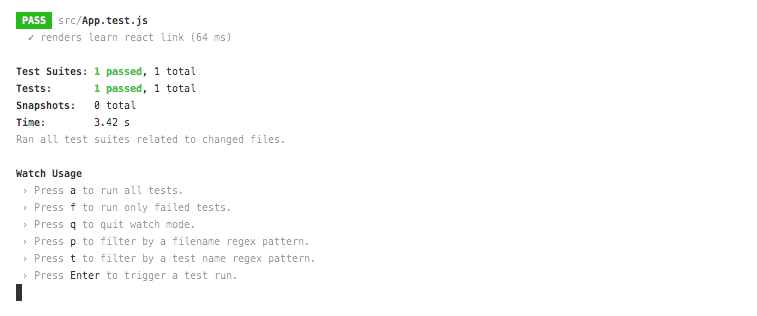 PASS src/App.test.js
✓ renders learn react link (64 ms)
Test Suites: 1 passed, 1 total
Tests: 1 passed, 1 total
Snapshots: 0 total
Time: 3.42 s
Ran all test suites related to changed files.
Watch Usage
› Press a to run all tests.
› Press f to run only failed tests.
› Press q to quit watch mode.
› Press p to filter by a filename regex pattern.
› Press t to filter by a test name regex pattern.
› Press Enter to trigger a test run.